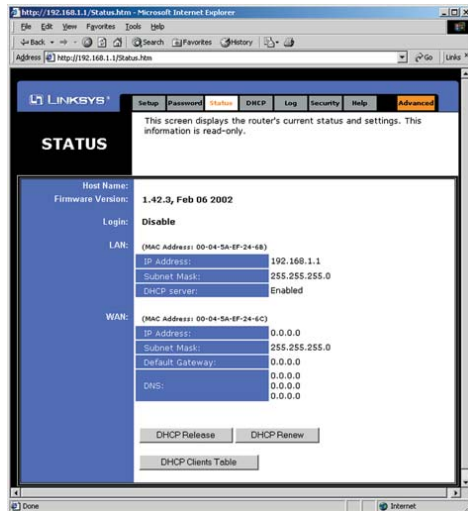 http://192.168.1.1/Status.htm - Microsoft Internet Explorer
File Edit View Favorites Tools Help
Back Search Favorites History
Address http://192.168.1.1/Status.htm Go Links
LINKSYS® Setup Password Status DHCP Log Security Help Advanced
STATUS
This screen displays the router's current status and settings. This
information is read-only.
Host Name:
Firmware Version: 1.42.3, Feb 06 2002
Login: Disable
LAN: (MAC Address: 00-04-5A-EF-24-6B)
IP Address: 192.168.1.1
Subnet Mask: 255.255.255.0
DHCP server: Enabled
WAN: (MAC Address: 00-04-5A-EF-24-6C)
IP Address: 0.0.0.0
Subnet Mask: 255.255.255.0
Default Gateway: 0.0.0.0
DNS: 0.0.0.0
0.0.0.0
0.0.0.0
DHCP Release DHCP Renew
DHCP Clients Table
Done Internet